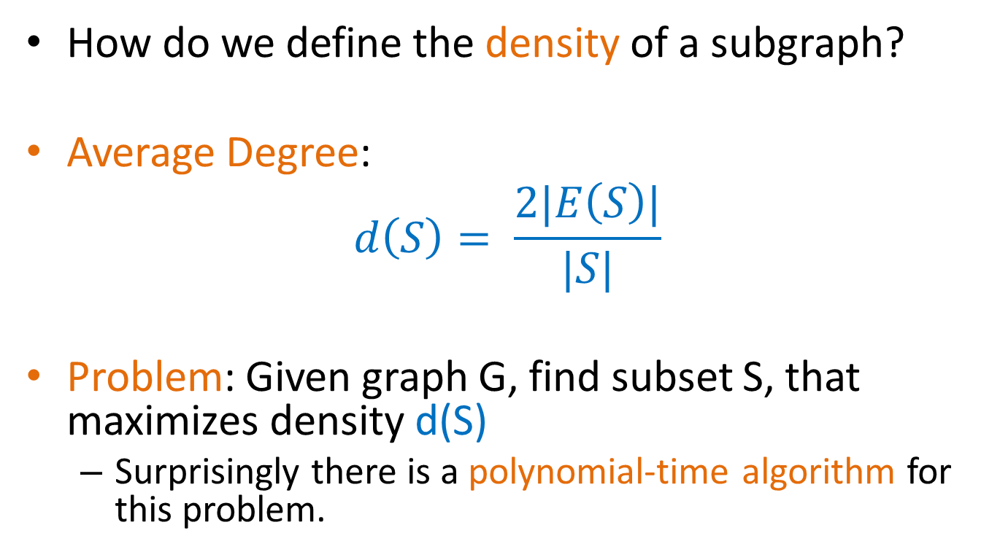 • How do we define the density of a subgraph?
• Average Degree:
d(S) = 2|E(S)| / |S|
• Problem: Given graph G, find subset S, that
maximizes density d(S)
– Surprisingly there is a polynomial-time algorithm for
this problem.